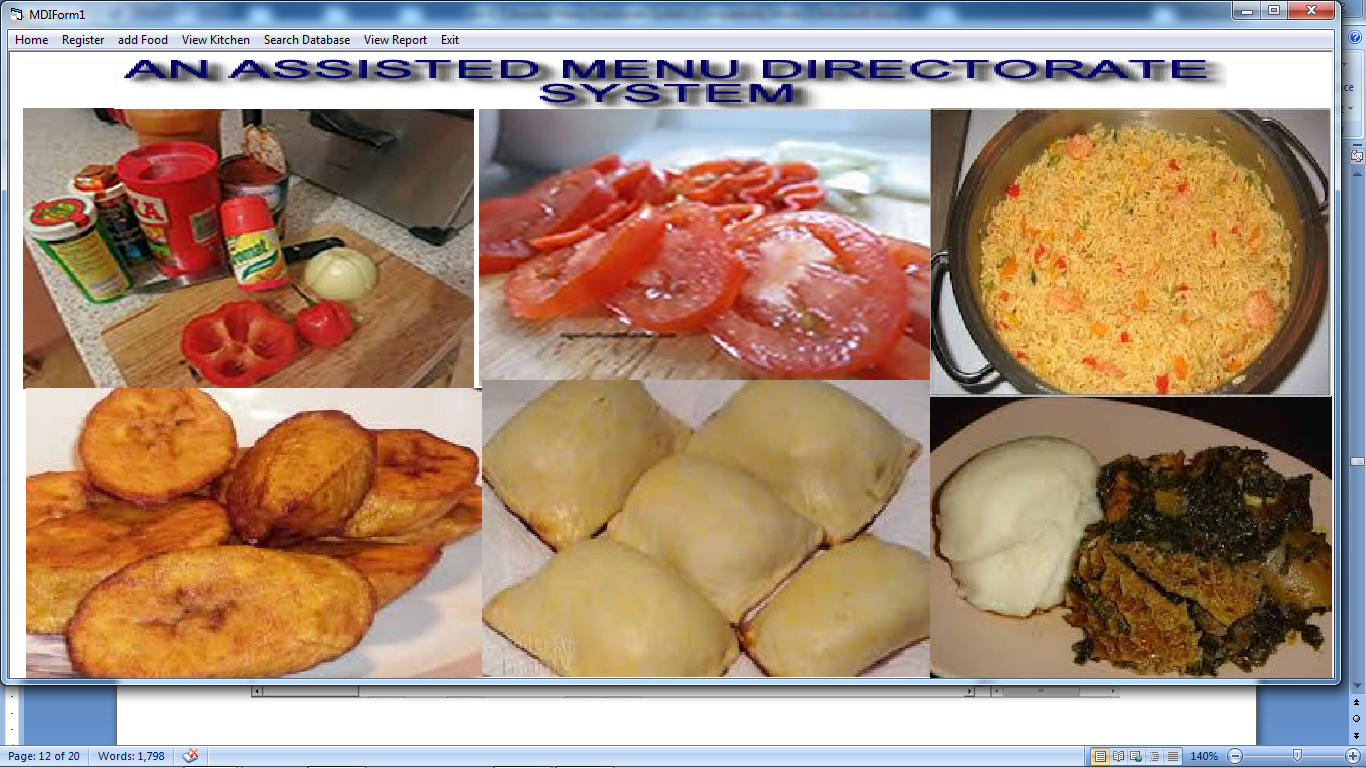 MDIForm1
Home Register add Food View Kitchen Search Database View Report Exit
AN ASSISTED MENU DIRECTORATE
SYSTEM
Page: 12 of 20 Words: 1,798 140%